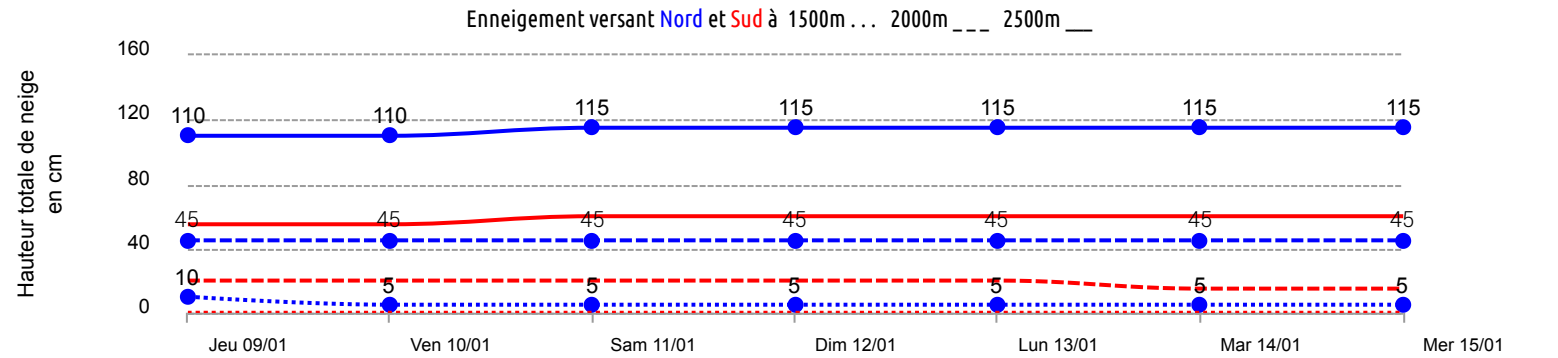 Enneigement versant Nord et Sud à 1500m . . . 2000m _ _ _ 2500m ___
Hauteur totale de neige
en cm
160
120
80
40
0
110 110 115 115 115 115 115
45 45 45 45 45 45 45
10 5 5 5 5 5 5
Jeu 09/01 Ven 10/01 Sam 11/01 Dim 12/01 Lun 13/01 Mar 14/01 Mer 15/01